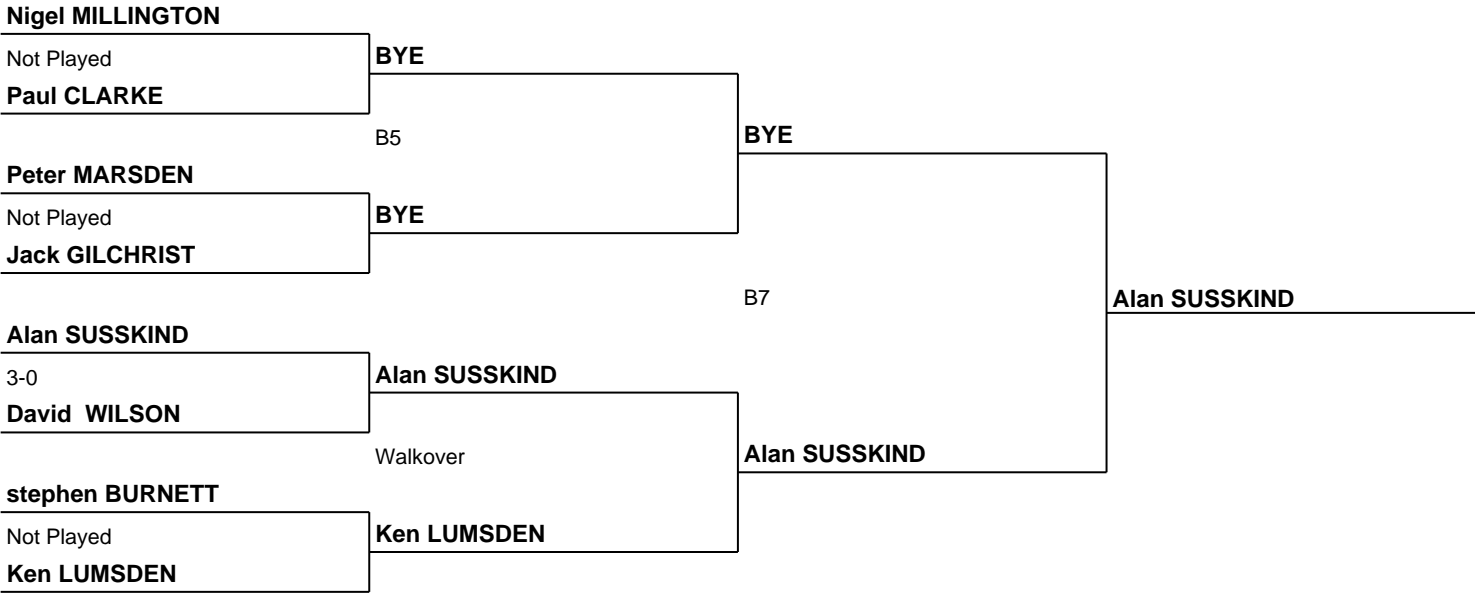 Nigel MILLINGTON
Not Played
BYE
Paul CLARKE
B5
BYE
Peter MARSDEN
Not Played
BYE
Jack GILCHRIST
B7
Alan SUSSKIND
Alan SUSSKIND
3-0
Alan SUSSKIND
David  WILSON
Walkover
Alan SUSSKIND
stephen BURNETT
Not Played
Ken LUMSDEN
Ken LUMSDEN